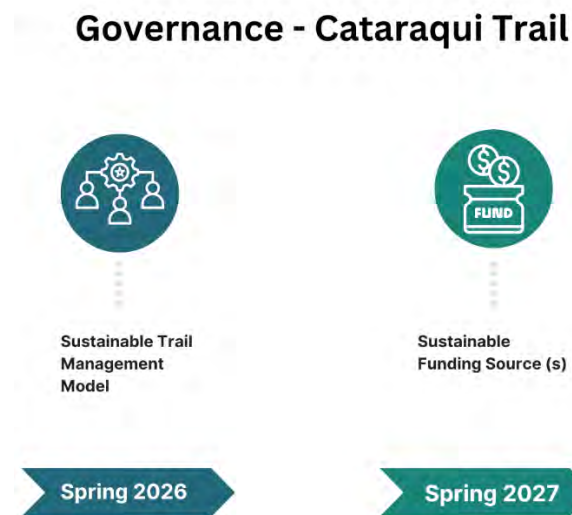 Governance - Cataraqui Trail
$
$
FUND
Sustainable Trail
Management
Model
Sustainable
Funding Source (s)
Spring 2026
Spring 2027